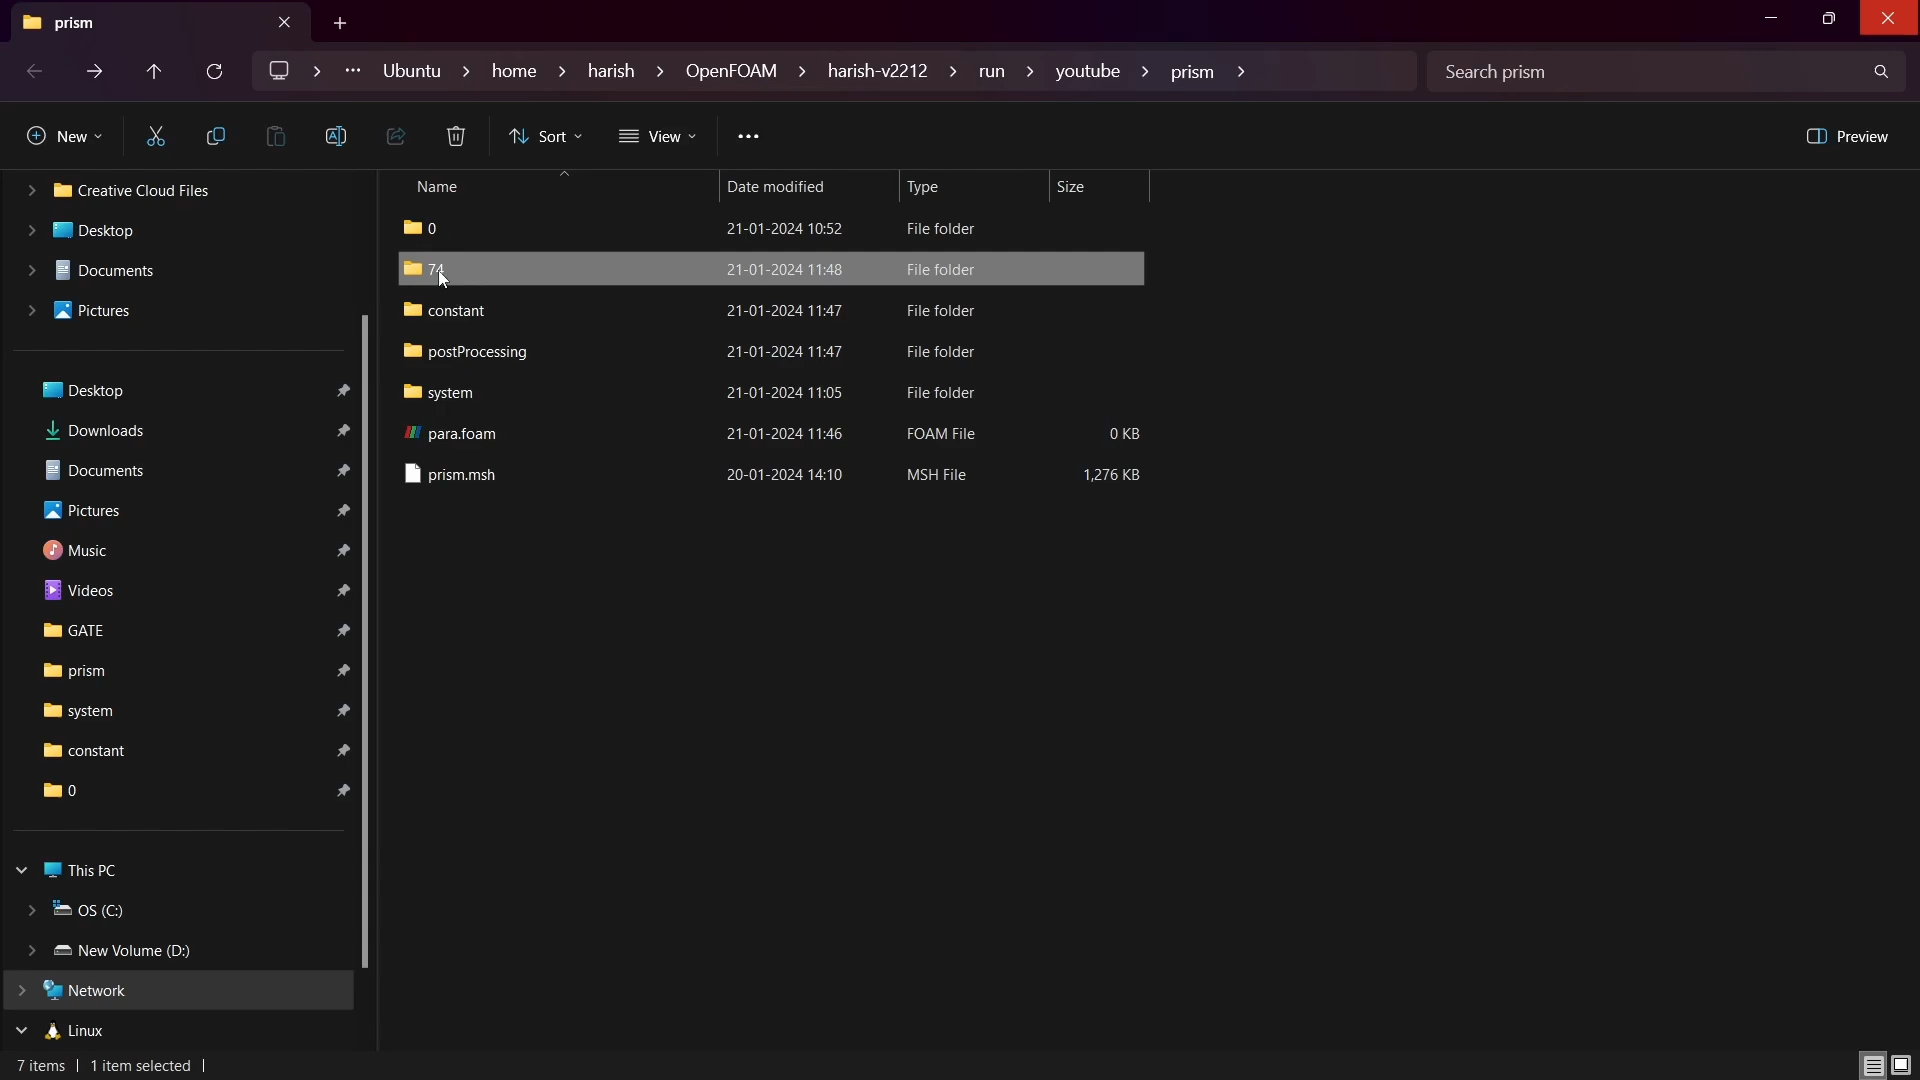 prism
Ubuntu > home > harish > OpenFOAM > harish-v2212 > run > youtube > prism >
Search prism
New
Sort
View
Preview
Name Date modified Type Size
0 21-01-2024 10:52 File folder
74 21-01-2024 11:48 File folder
constant 21-01-2024 11:47 File folder
postProcessing 21-01-2024 11:47 File folder
system 21-01-2024 11:05 File folder
para.foam 21-01-2024 11:46 FOAM File 0 KB
prism.msh 20-01-2024 14:10 MSH File 1,276 KB
Creative Cloud Files
Desktop
Documents
Pictures
Desktop
Downloads
Documents
Pictures
Music
Videos
GATE
prism
system
constant
0
This PC
OS (C:)
New Volume (D:)
Network
Linux
7 items | 1 item selected |